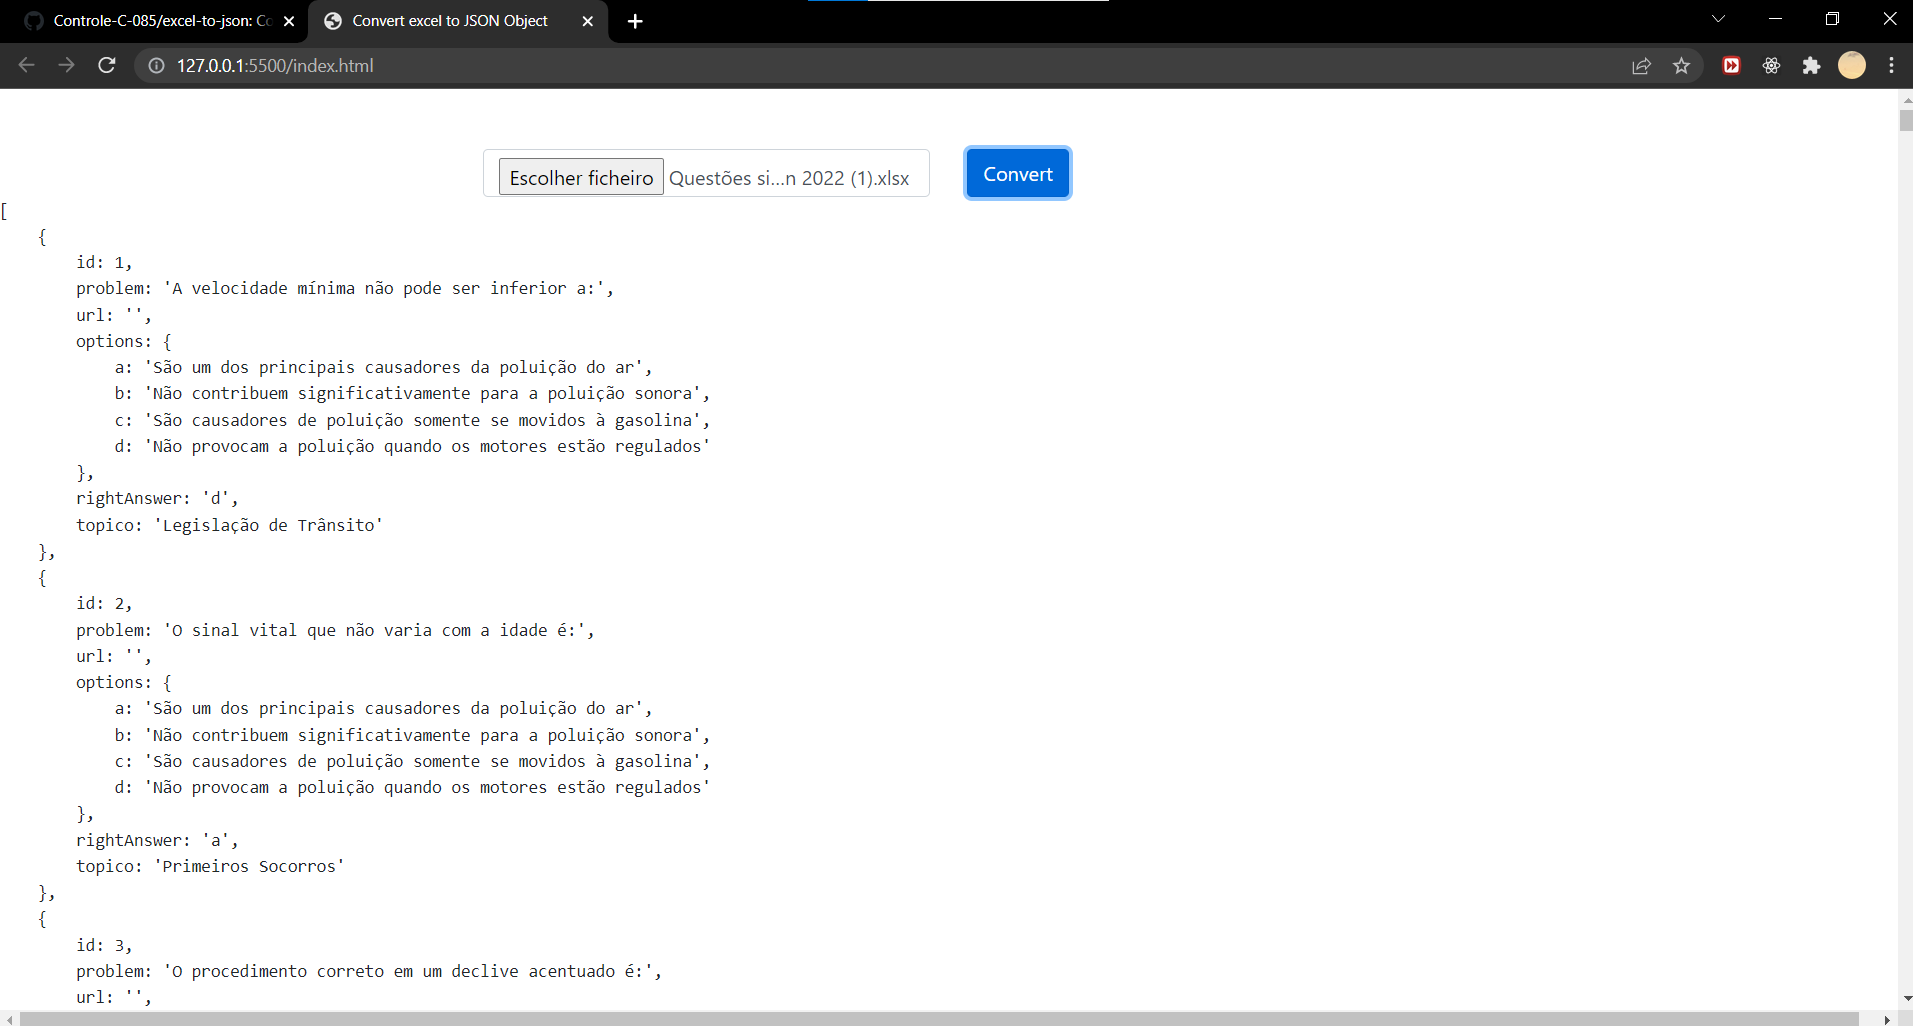 Controle-C-085/excel-to-json: Co
Convert excel to JSON Object
127.0.0.1:5500/index.html
Escolher ficheiro Questões si...n 2022 (1).xlsx
Convert
[
    {
        id: 1,
        problem: 'A velocidade mínima não pode ser inferior a:',
        url: '',
        options: {
            a: 'São um dos principais causadores da poluição do ar',
            b: 'Não contribuem significativamente para a poluição sonora',
            c: 'São causadores de poluição somente se movidos à gasolina',
            d: 'Não provocam a poluição quando os motores estão regulados'
        },
        rightAnswer: 'd',
        topico: 'Legislação de Trânsito'
    },
    {
        id: 2,
        problem: 'O sinal vital que não varia com a idade é:',
        url: '',
        options: {
            a: 'São um dos principais causadores da poluição do ar',
            b: 'Não contribuem significativamente para a poluição sonora',
            c: 'São causadores de poluição somente se movidos à gasolina',
            d: 'Não provocam a poluição quando os motores estão regulados'
        },
        rightAnswer: 'a',
        topico: 'Primeiros Socorros'
    },
    {
        id: 3,
        problem: 'O procedimento correto em um declive acentuado é:',
        url: '',